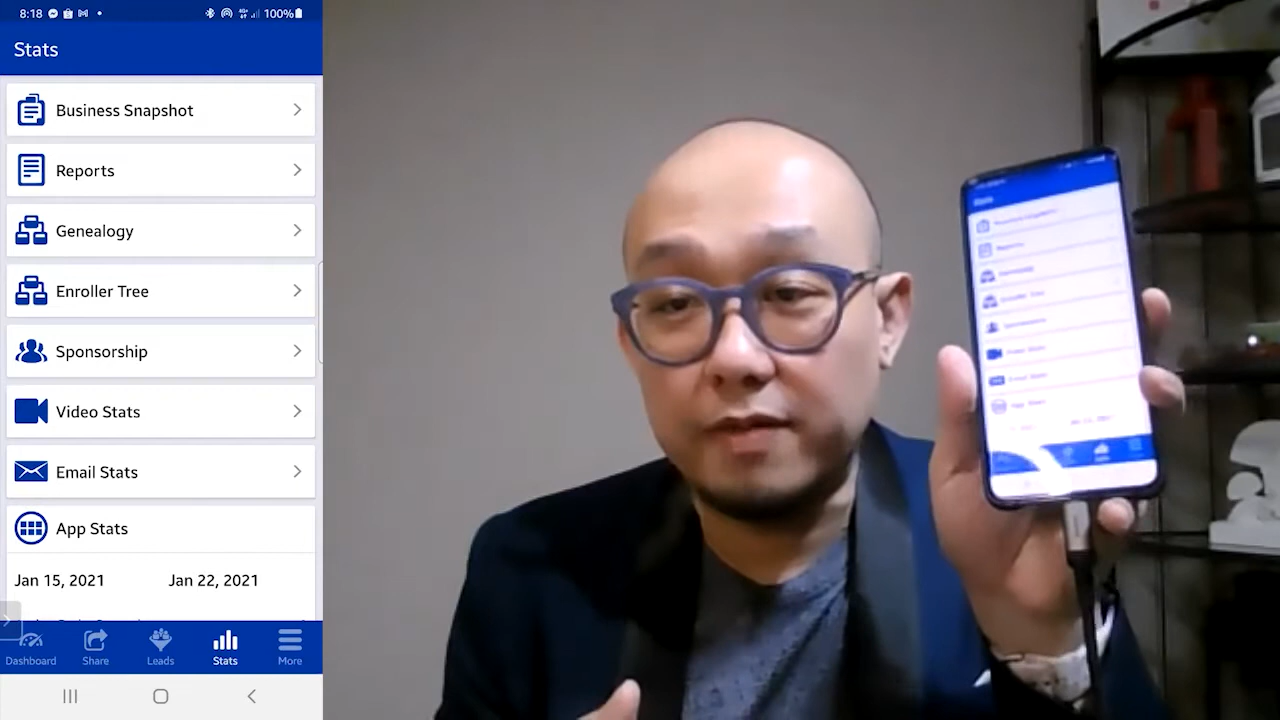 8:18
100%
Stats
Business Snapshot
Reports
Genealogy
Enroller Tree
Sponsorship
Video Stats
Email Stats
App Stats
Jan 15, 2021
Jan 22, 2021
Dashboard
Share
Leads
Stats
More